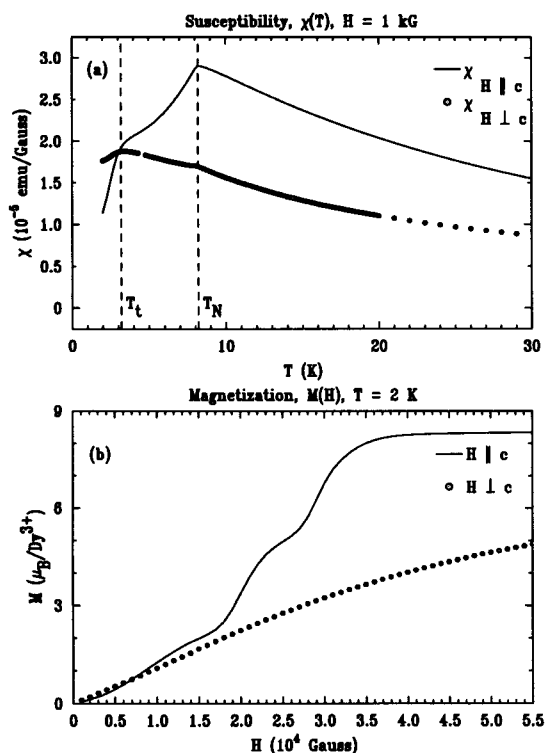 Susceptibility, χ(T), H = 1 kG
(a)
— χ H ∥ c
○ χ H ⊥ c
χ (10⁻⁵ emu/Gauss)
3.0
2.5
2.0
1.5
1.0
0.5
0
T_t
T_N
0 10 20 30
T (K)
Magnetization, M(H), T = 2 K
(b)
— H ∥ c
○ H ⊥ c
M (μ_B/Dy³⁺)
9
6
3
0
0 0.5 1.0 1.5 2.0 2.5 3.0 3.5 4.0 4.5 5.0 5.5
H (10⁴ Gauss)